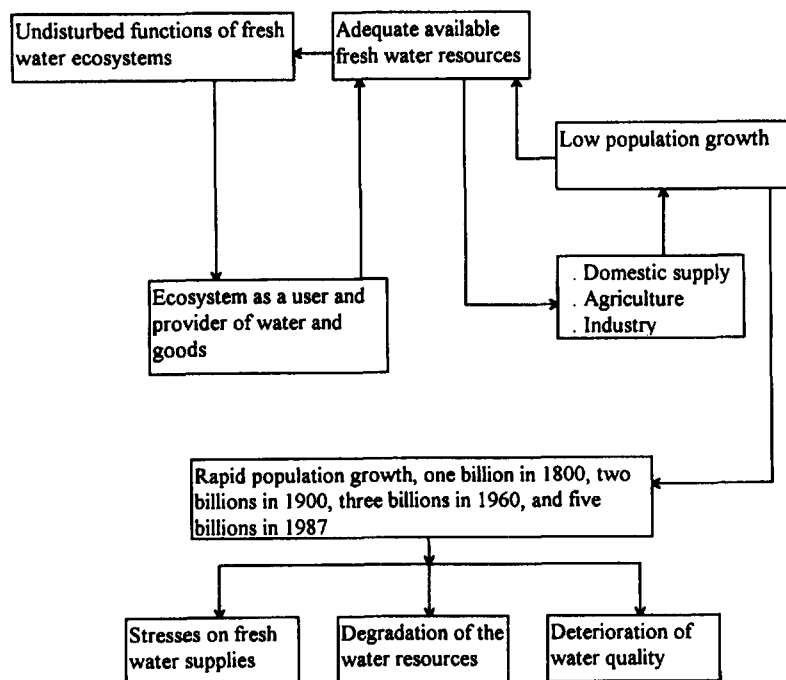 Undisturbed functions of fresh
water ecosystems
Adequate available
fresh water resources
Low population growth
. Domestic supply
. Agriculture
. Industry
Ecosystem as a user and
provider of water and
goods
Rapid population growth, one billion in 1800, two
billions in 1900, three billions in 1960, and five
billions in 1987
Stresses on fresh
water supplies
Degradation of the
water resources
Deterioration of
water quality